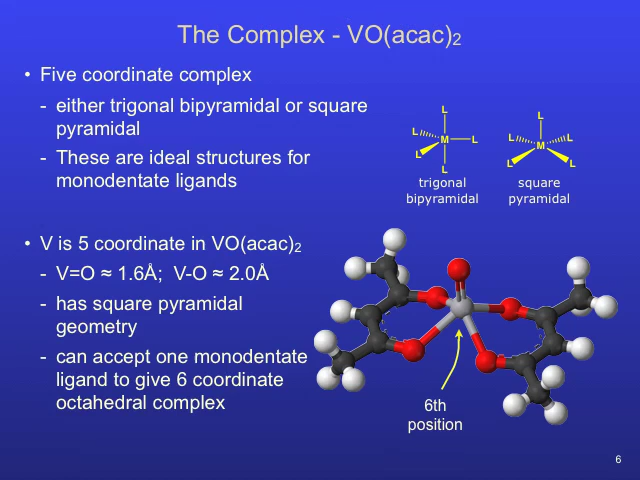 The Complex - VO(acac)₂
• Five coordinate complex
- either trigonal bipyramidal or square
pyramidal
- These are ideal structures for
monodentate ligands
L
L
M
L
L
L
trigonal
bipyramidal
L
L
L
M
L
L
square
pyramidal
• V is 5 coordinate in VO(acac)₂
- V=O ≈ 1.6Å; V-O ≈ 2.0Å
- has square pyramidal
geometry
- can accept one monodentate
ligand to give 6 coordinate
octahedral complex
6th
position
6